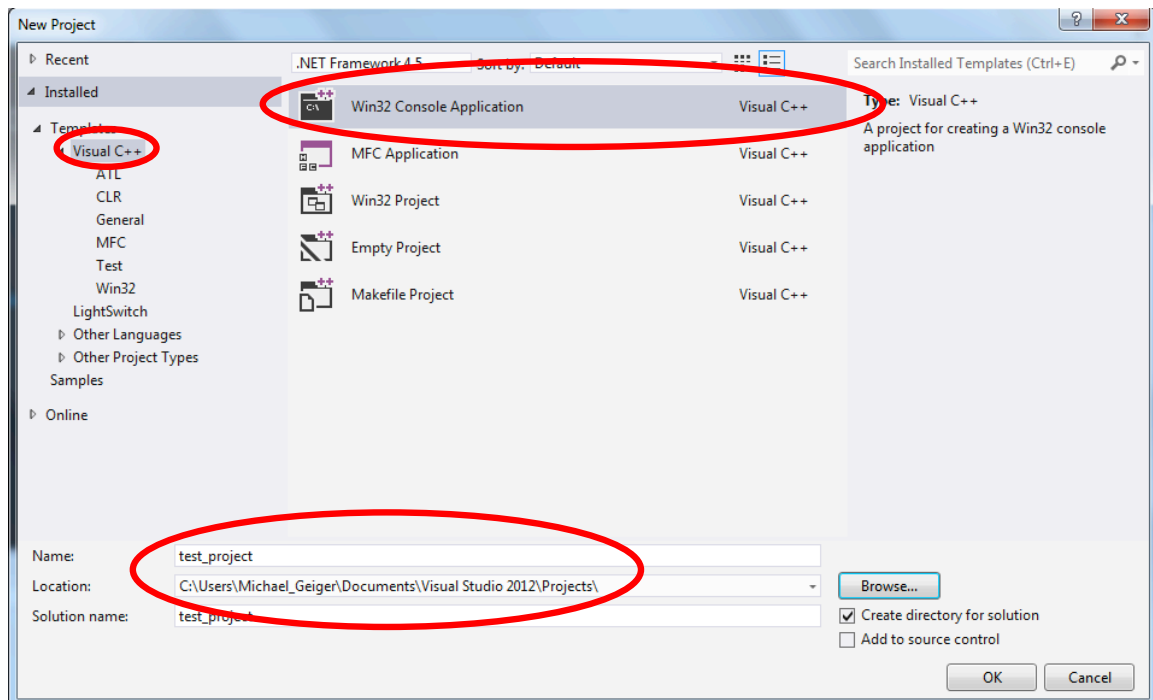 New Project
Recent
Installed
Templates
Visual C++
ATL
CLR
General
MFC
Test
Win32
LightSwitch
Other Languages
Other Project Types
Samples
Online
.NET Framework 4.5 Sort by: Default
Win32 Console Application Visual C++
MFC Application Visual C++
Win32 Project Visual C++
Empty Project Visual C++
Makefile Project Visual C++
Search Installed Templates (Ctrl+E)
Type: Visual C++
A project for creating a Win32 console
application
Name: test_project
Location: C:\Users\Michael_Geiger\Documents\Visual Studio 2012\Projects\
Browse...
Solution name: test_project
Create directory for solution
Add to source control
OK Cancel